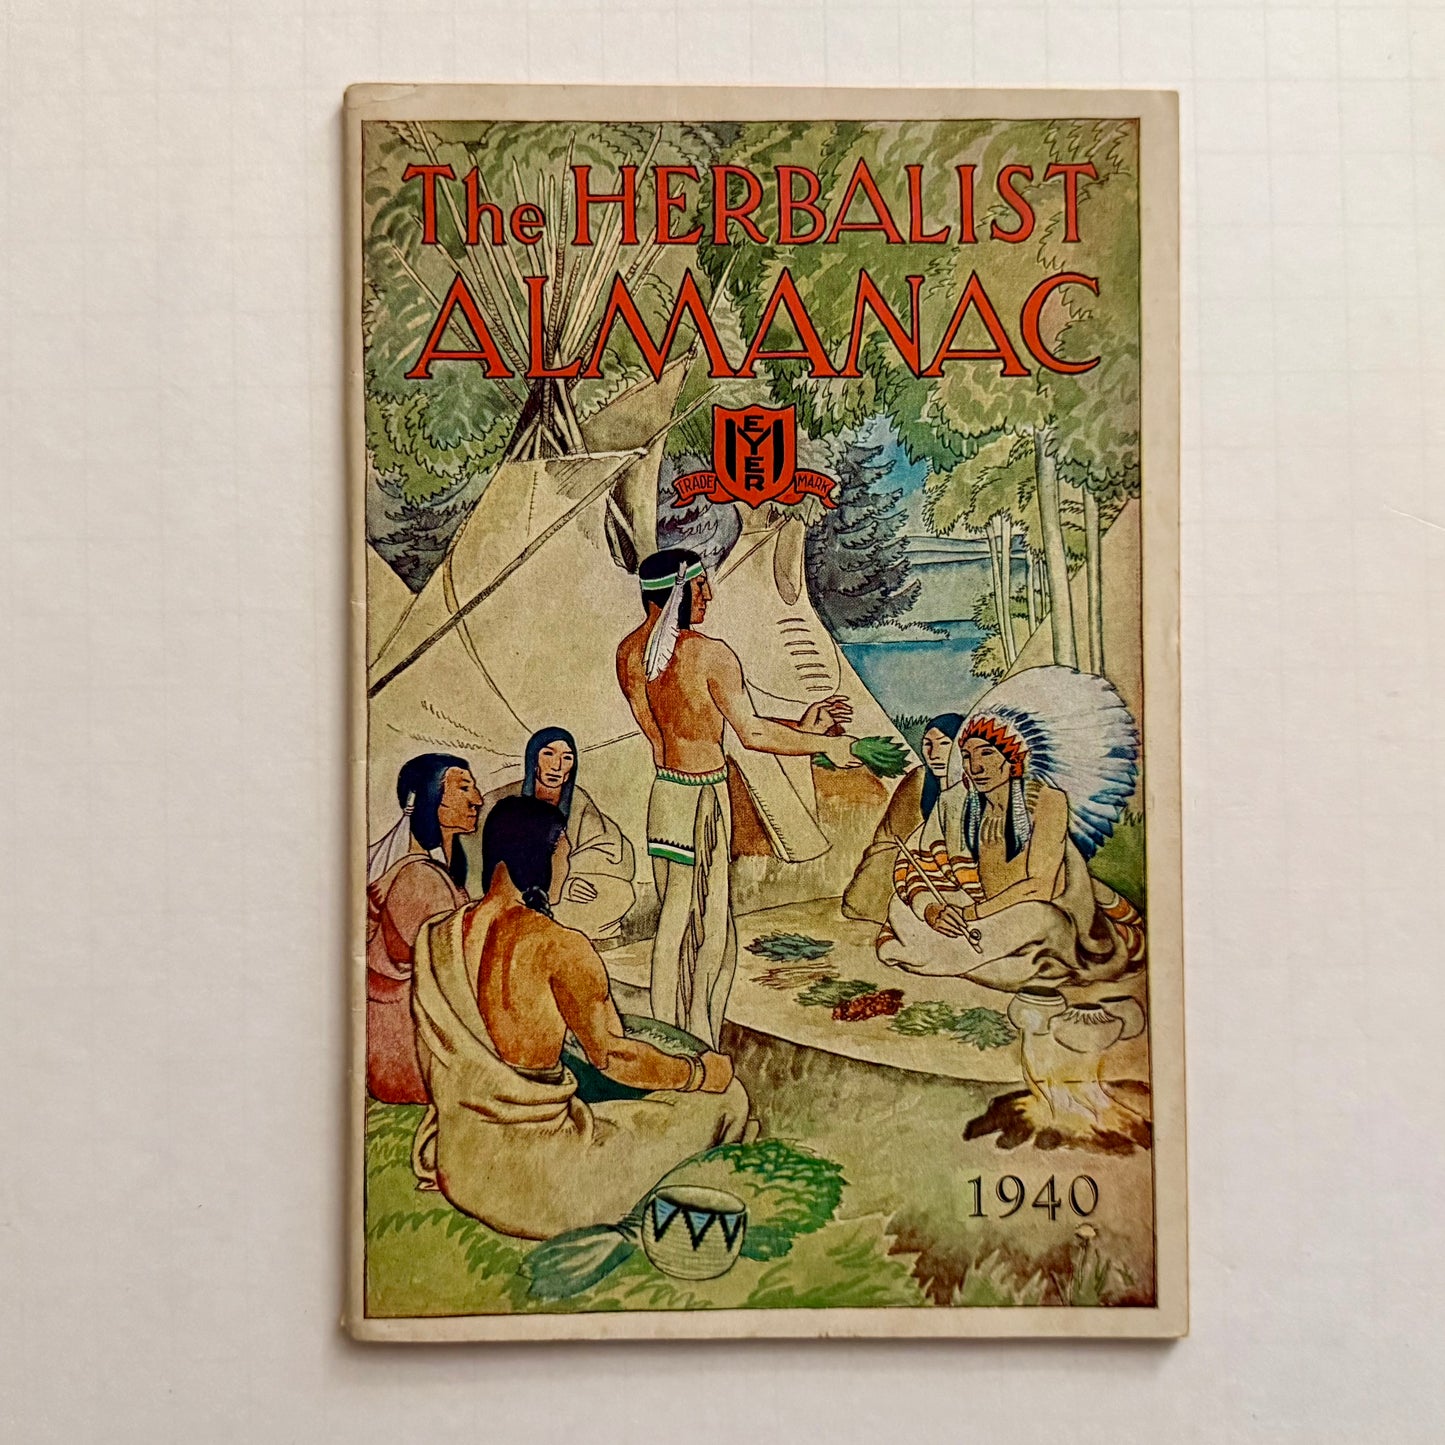 The HERBALIST
ALMANAC
MEYER
TRADE MARK
1940